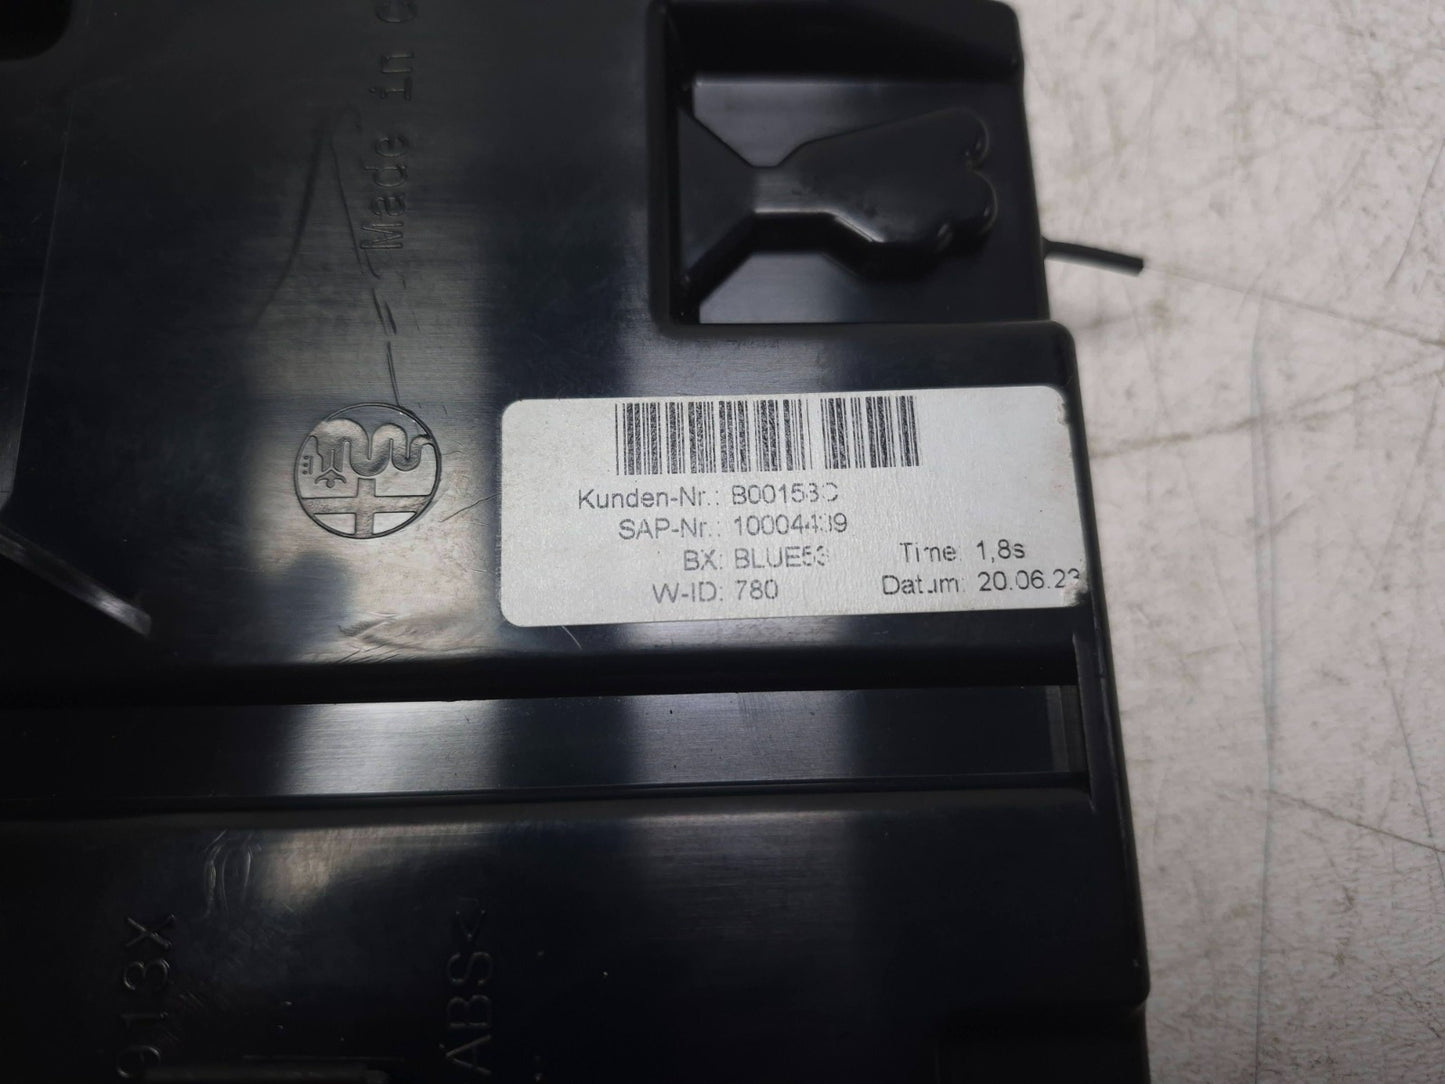 Made in
Kunden-Nr.: B00153C
SAP-Nr.: 10004439
BX: BLUE53
W-ID: 780
Time: 1,8s
Datum: 20.06.23
913X
ABS<